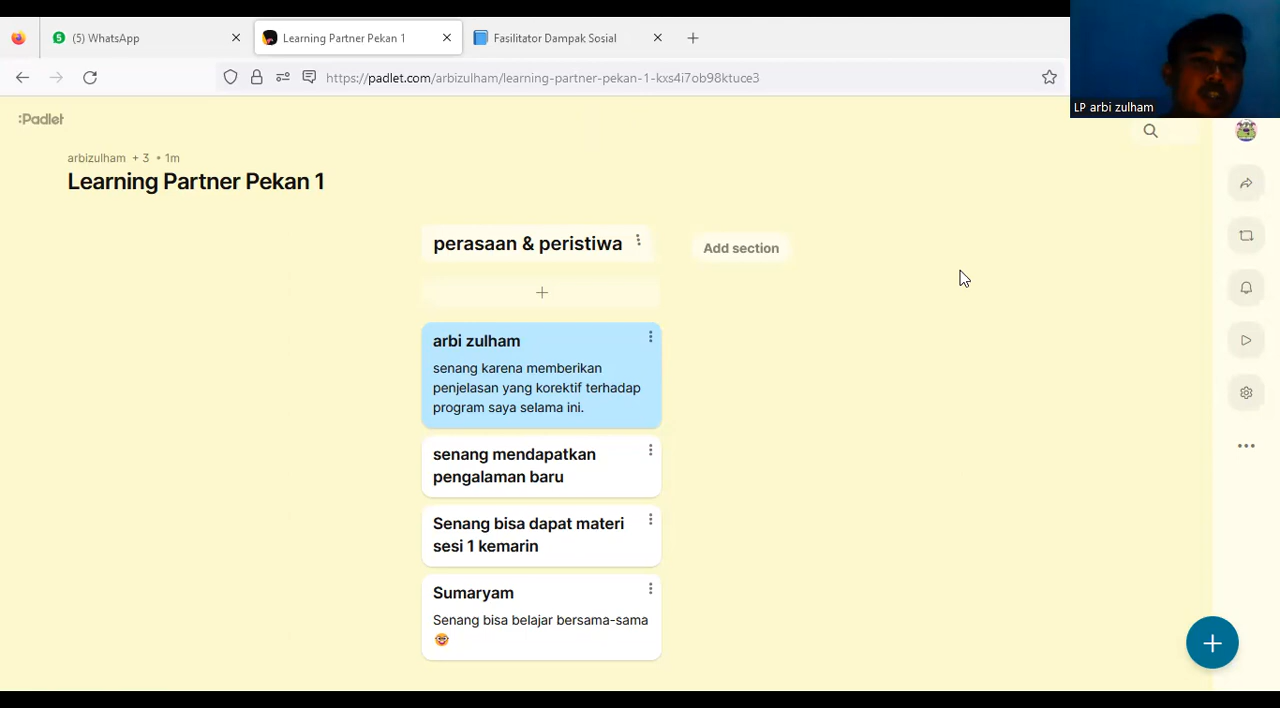 (5) WhatsApp
Learning Partner Pekan 1
Fasilitator Dampak Sosial
https://padlet.com/arbizulham/learning-partner-pekan-1-kxs4i7ob98ktuce3
LP arbi zulham
:Padlet
arbizulham + 3 • 1m
Learning Partner Pekan 1
perasaan & peristiwa
Add section
arbi zulham
senang karena memberikan
penjelasan yang korektif terhadap
program saya selama ini.
senang mendapatkan
pengalaman baru
Senang bisa dapat materi
sesi 1 kemarin
Sumaryam
Senang bisa belajar bersama-sama
🤓